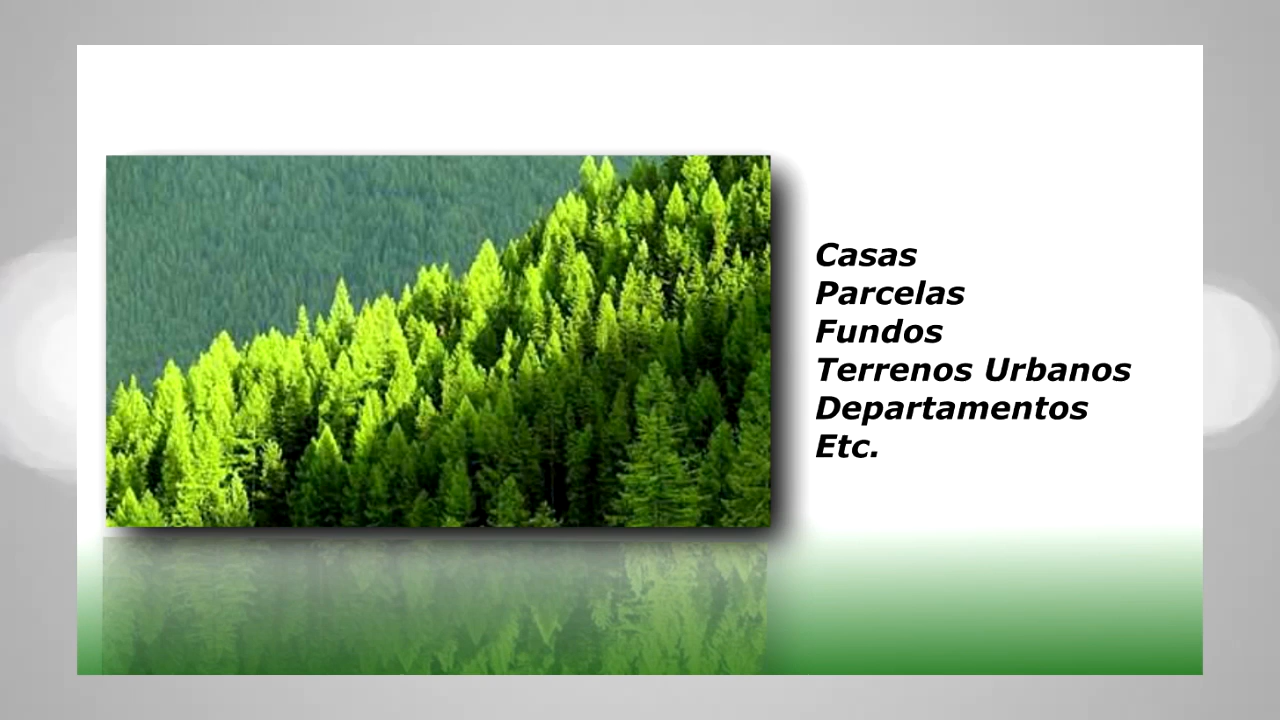 Casas
Parcelas
Fundos
Terrenos Urbanos
Departamentos
Etc.